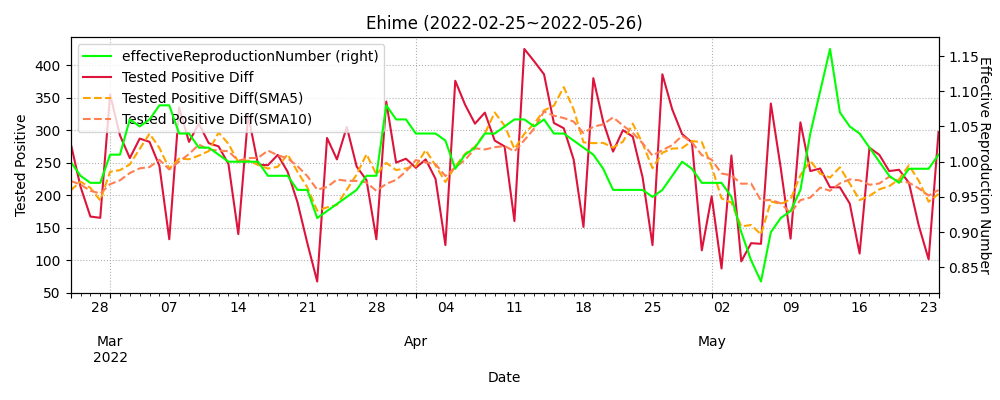 Ehime (2022-02-25~2022-05-26)
effectiveReproductionNumber (right)
Tested Positive Diff
Tested Positive Diff(SMA5)
Tested Positive Diff(SMA10)
Tested Positive
400
350
300
250
200
150
100
50
1.15
1.10
1.05
1.00
0.95
0.90
0.85
Effective Reproduction Number
28 07 14 21 28 04 11 18 25 02 09 16 23
Mar Apr May
2022
Date